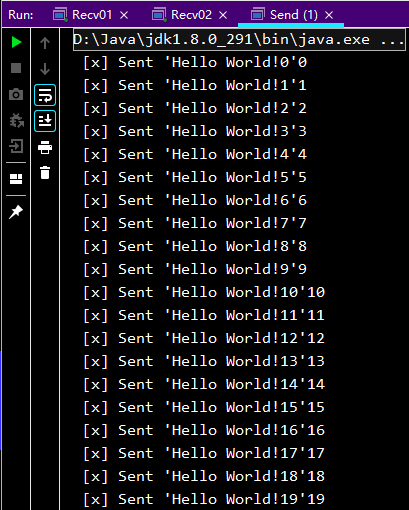 Run: Recv01 × Recv02 × Send (1) ×
D:\Java\jdk1.8.0_291\bin\java.exe ...
[x] Sent 'Hello World!0'0
[x] Sent 'Hello World!1'1
[x] Sent 'Hello World!2'2
[x] Sent 'Hello World!3'3
[x] Sent 'Hello World!4'4
[x] Sent 'Hello World!5'5
[x] Sent 'Hello World!6'6
[x] Sent 'Hello World!7'7
[x] Sent 'Hello World!8'8
[x] Sent 'Hello World!9'9
[x] Sent 'Hello World!10'10
[x] Sent 'Hello World!11'11
[x] Sent 'Hello World!12'12
[x] Sent 'Hello World!13'13
[x] Sent 'Hello World!14'14
[x] Sent 'Hello World!15'15
[x] Sent 'Hello World!16'16
[x] Sent 'Hello World!17'17
[x] Sent 'Hello World!18'18
[x] Sent 'Hello World!19'19